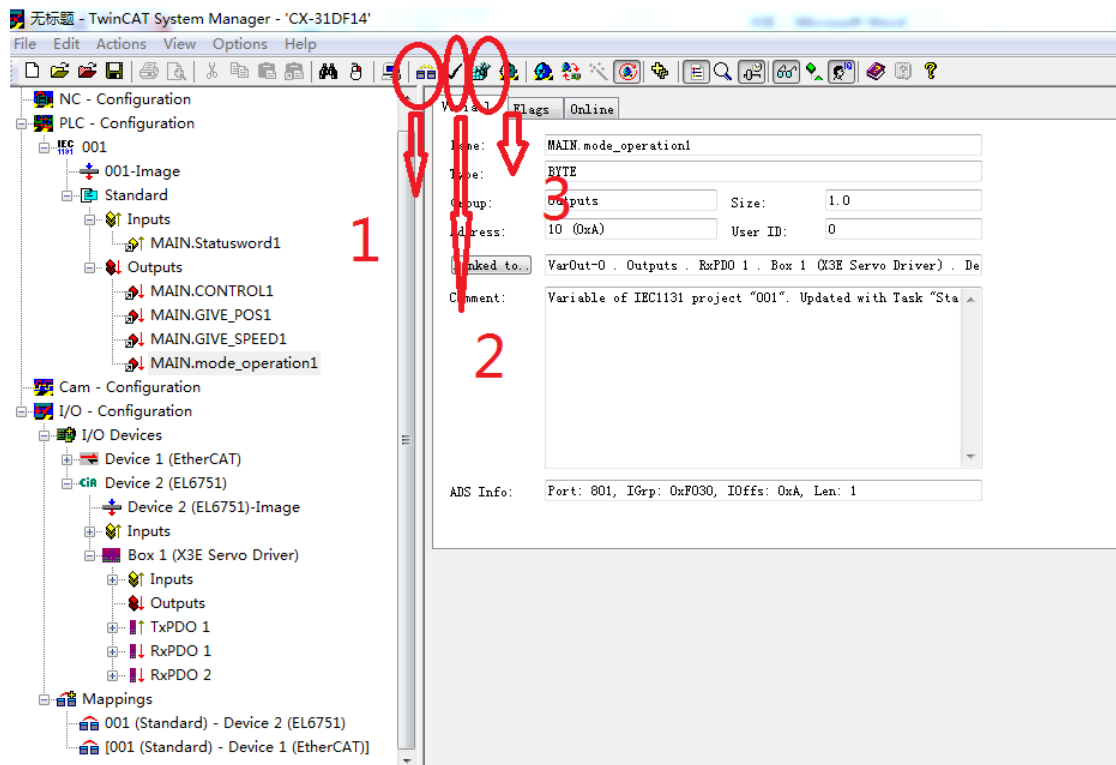 无标题 - TwinCAT System Manager - 'CX-31DF14'
File Edit Actions View Options Help
NC - Configuration
PLC - Configuration
001
001-Image
Standard
Inputs
MAIN.Statusword1
Outputs
MAIN.CONTROL1
MAIN.GIVE_POS1
MAIN.GIVE_SPEED1
MAIN.mode_operation1
Cam - Configuration
I/O - Configuration
I/O Devices
Device 1 (EtherCAT)
Device 2 (EL6751)
Device 2 (EL6751)-Image
Inputs
Box 1 (X3E Servo Driver)
Inputs
Outputs
TxPDO 1
RxPDO 1
RxPDO 2
Mappings
001 (Standard) - Device 2 (EL6751)
[001 (Standard) - Device 1 (EtherCAT)]
Flags Online
MAIN.mode_operation1
BYTE
Outputs Size: 1.0
10 (0xA) User ID: 0
VarOut-0 . Outputs . RxPDO 1 . Box 1 (X3E Servo Driver) . De
Variable of IEC1131 project "001". Updated with Task "Sta
ADS Info: Port: 801, IGrp: 0xF030, IOffs: 0xA, Len: 1
1
2
3